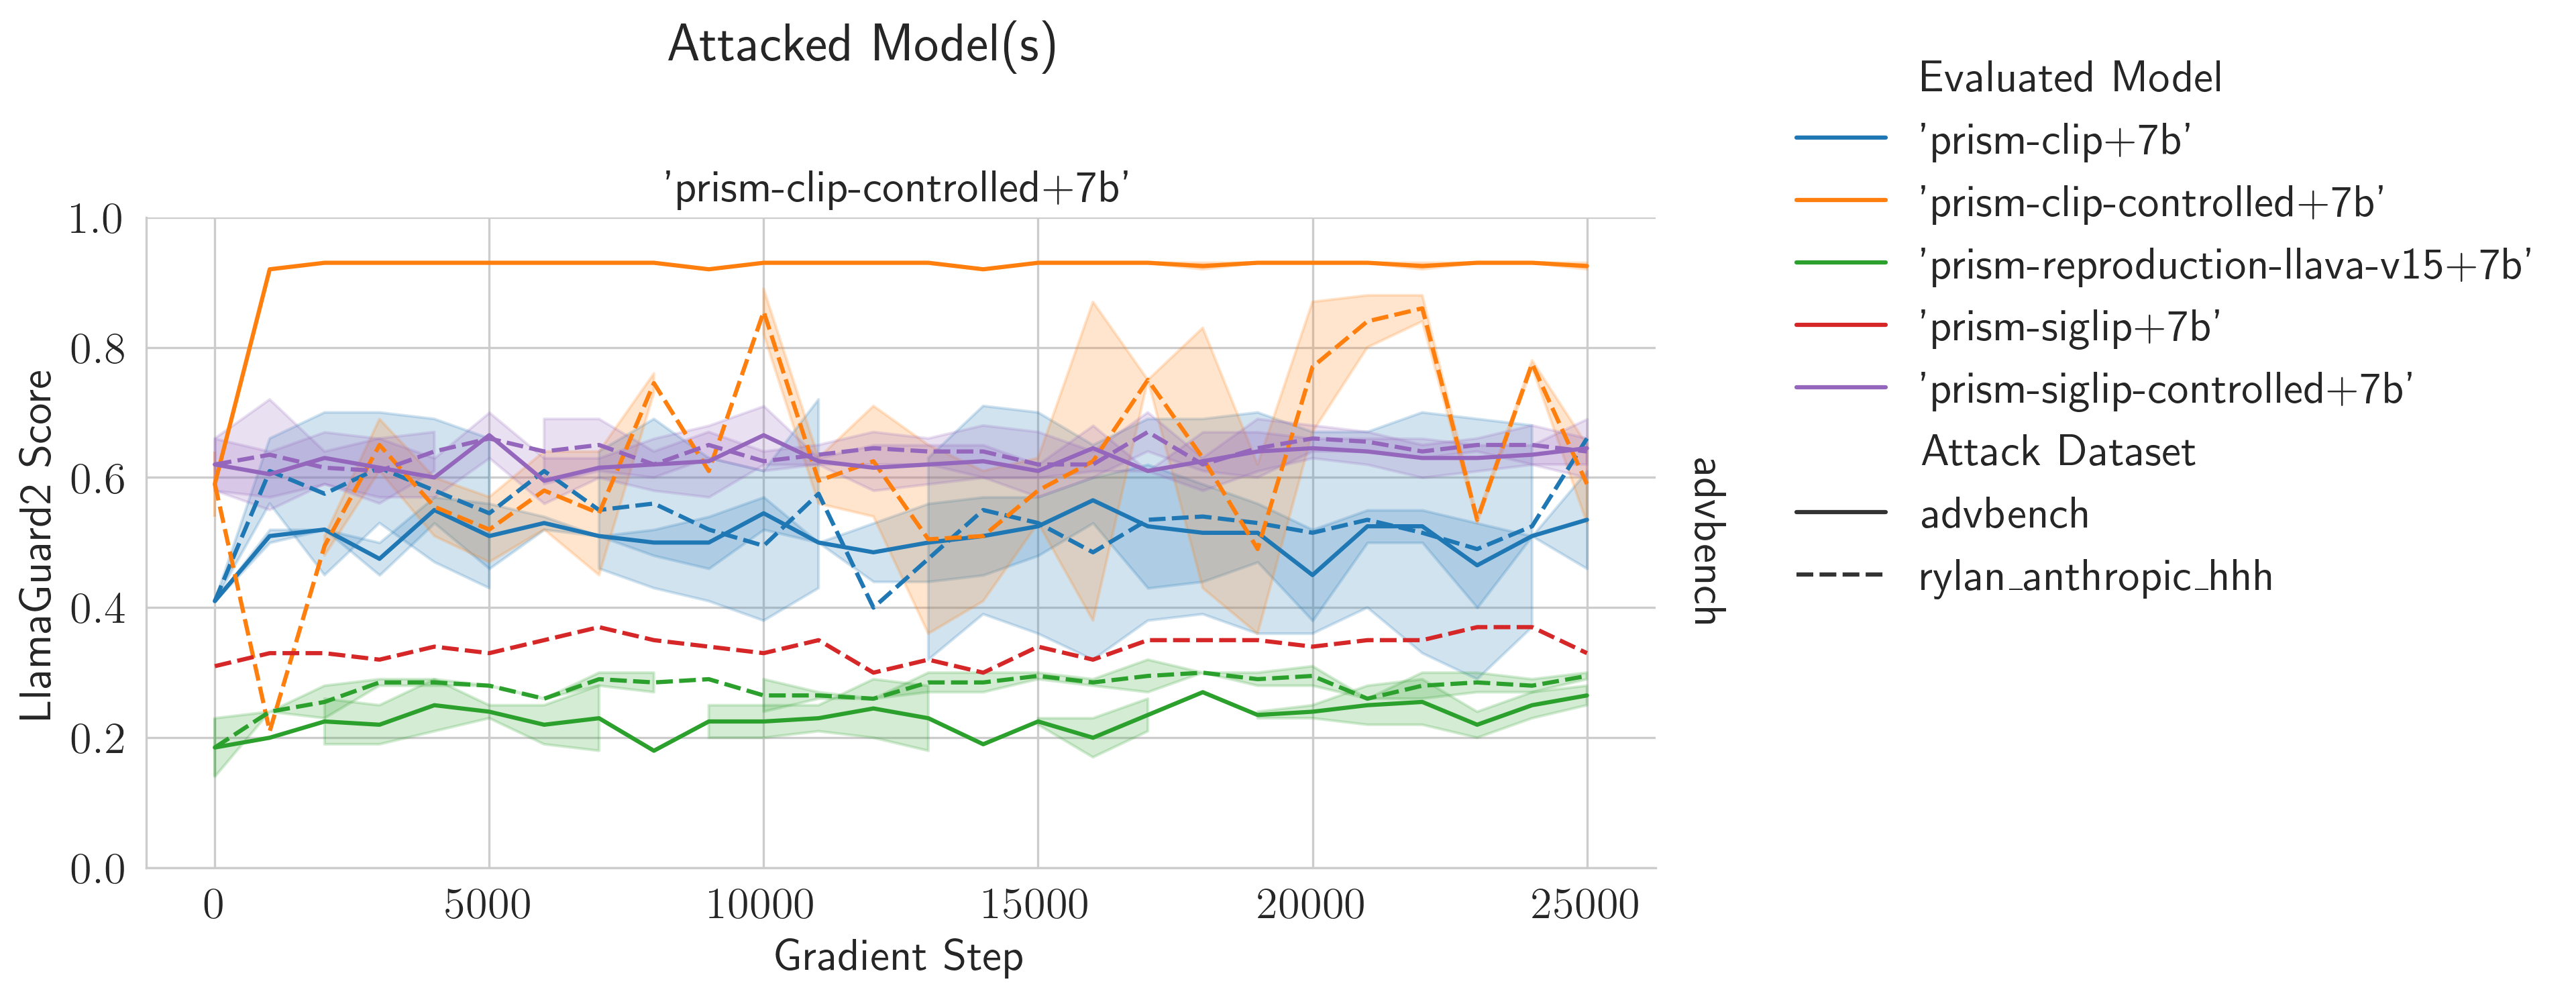 Attacked Model(s)
'prism-clip-controlled+7b'
LlamaGuard2 Score
1.0
0.8
0.6
0.4
0.2
0.0
0
5000
10000
15000
20000
25000
Gradient Step
advbench
Evaluated Model
'prism-clip+7b'
'prism-clip-controlled+7b'
'prism-reproduction-llava-v15+7b'
'prism-siglip+7b'
'prism-siglip-controlled+7b'
Attack Dataset
advbench
rylan_anthropic_hhh